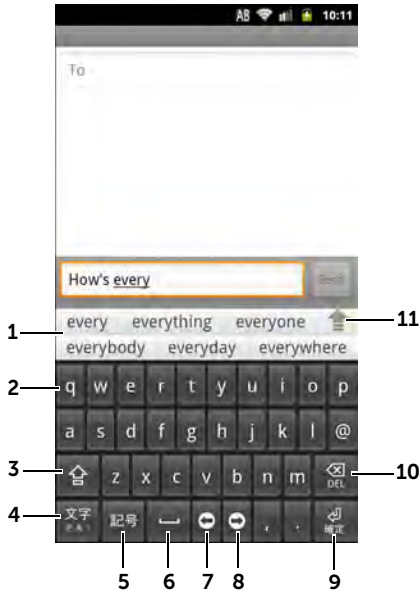 AB 10:11
To
How's every
Send
1 every everything everyone 11
everybody everyday everywhere
2 q w e r t y u i o p
a s d f g h j k l @
3 z x c v b n m DEL 10
4 文字 記号 , . 確定
5 6 7 8 9